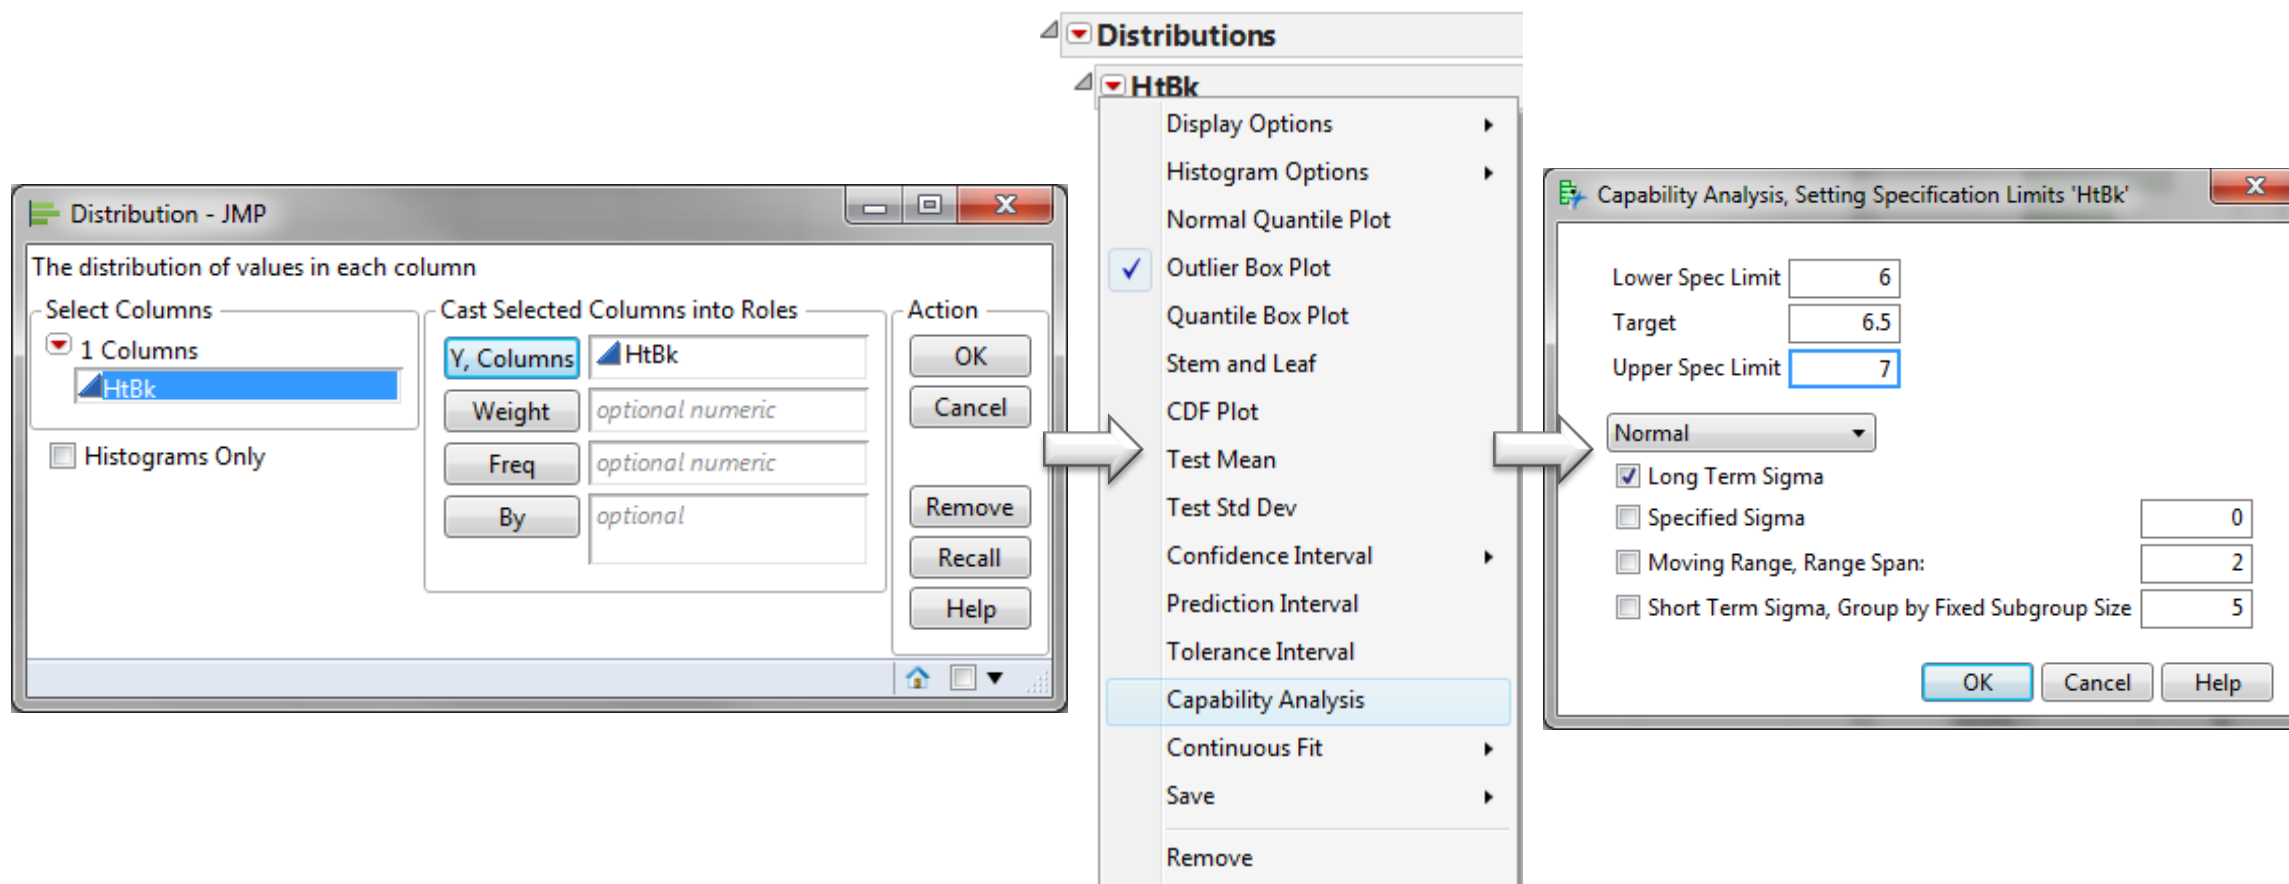 Distribution - JMP
The distribution of values in each column
Select Columns
1 Columns
HtBk
Histograms Only
Cast Selected Columns into Roles
Y, Columns
HtBk
Weight
optional numeric
Freq
optional numeric
By
optional
Action
OK
Cancel
Remove
Recall
Help
Distributions
HtBk
Display Options
Histogram Options
Normal Quantile Plot
Outlier Box Plot
Quantile Box Plot
Stem and Leaf
CDF Plot
Test Mean
Test Std Dev
Confidence Interval
Prediction Interval
Tolerance Interval
Capability Analysis
Continuous Fit
Save
Remove
Capability Analysis, Setting Specification Limits 'HtBk'
Lower Spec Limit 6
Target 6.5
Upper Spec Limit 7
Normal
Long Term Sigma
Specified Sigma 0
Moving Range, Range Span: 2
Short Term Sigma, Group by Fixed Subgroup Size 5
OK Cancel Help